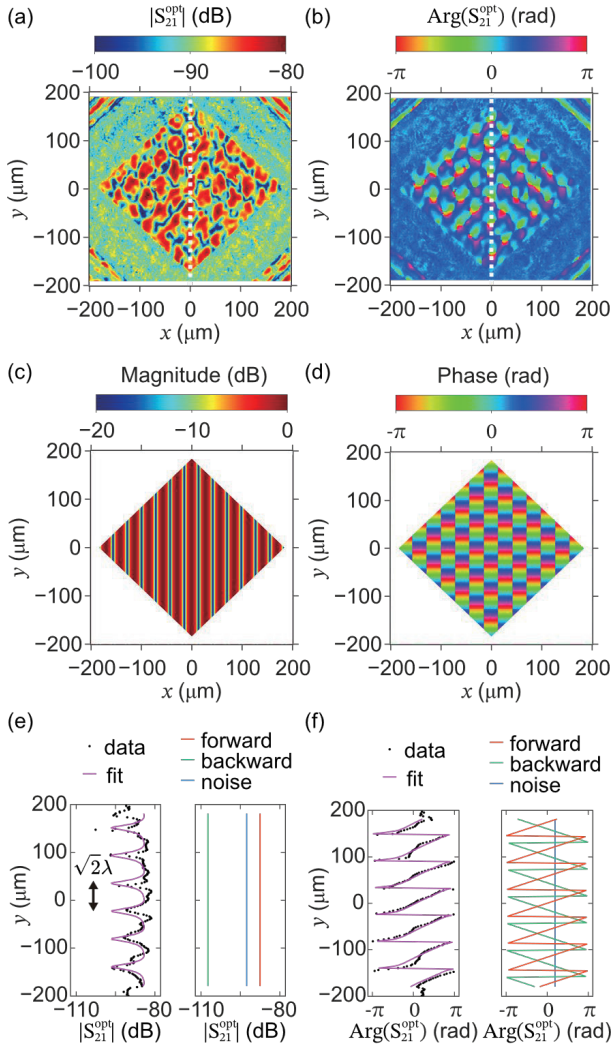 (a) |S₂₁ᵒᵖᵗ| (dB)
−100 −90 −80
200
100
0
−100
−200
y (μm)
−200 −100 0 100 200
x (μm)
(b) Arg(S₂₁ᵒᵖᵗ) (rad)
-π 0 π
200
100
0
−100
−200
y (μm)
−200 −100 0 100 200
x (μm)
(c) Magnitude (dB)
−20 −10 0
200
100
0
−100
−200
y (μm)
−200 −100 0 100 200
x (μm)
(d) Phase (rad)
-π 0 π
200
100
0
−100
−200
y (μm)
−200 −100 0 100 200
x (μm)
(e)
data
fit
forward
backward
noise
200
100
0
−100
−200
y (μm)
√2λ
−110 −80
|S₂₁ᵒᵖᵗ| (dB)
−110 −80
|S₂₁ᵒᵖᵗ| (dB)
(f)
data
fit
forward
backward
noise
200
100
0
−100
−200
y (μm)
-π 0 π
Arg(S₂₁ᵒᵖᵗ) (rad)
-π 0 π
Arg(S₂₁ᵒᵖᵗ) (rad)